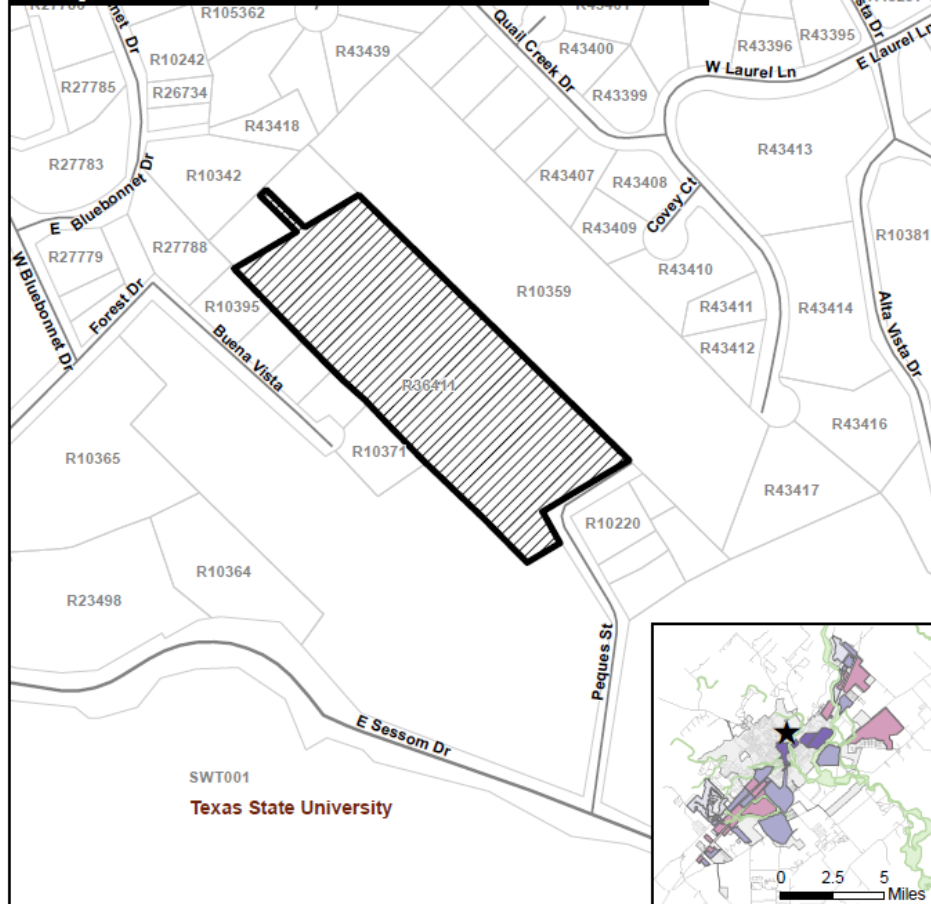 R105362
R43439
R10242
R27785
R26734
R43418
R27783
R10342
E Bluebonnet Dr
R27779
R27788
W Bluebonnet Dr
Forest Dr
R10395
Buena Vista
R36411
R10371
R10359
Quail Creek Dr
R43400
R43399
R43396
R43395
W Laurel Ln
E Laurel Ln
R43413
R43407
R43408
R43409
Covey Ct
R10381
R43410
R43411
R43412
R43414
Alta Vista Dr
R43416
R43417
R10220
R10365
R10364
R23498
Peques St
E Sessom Dr
SWT001
Texas State University
0 2.5 5
Miles